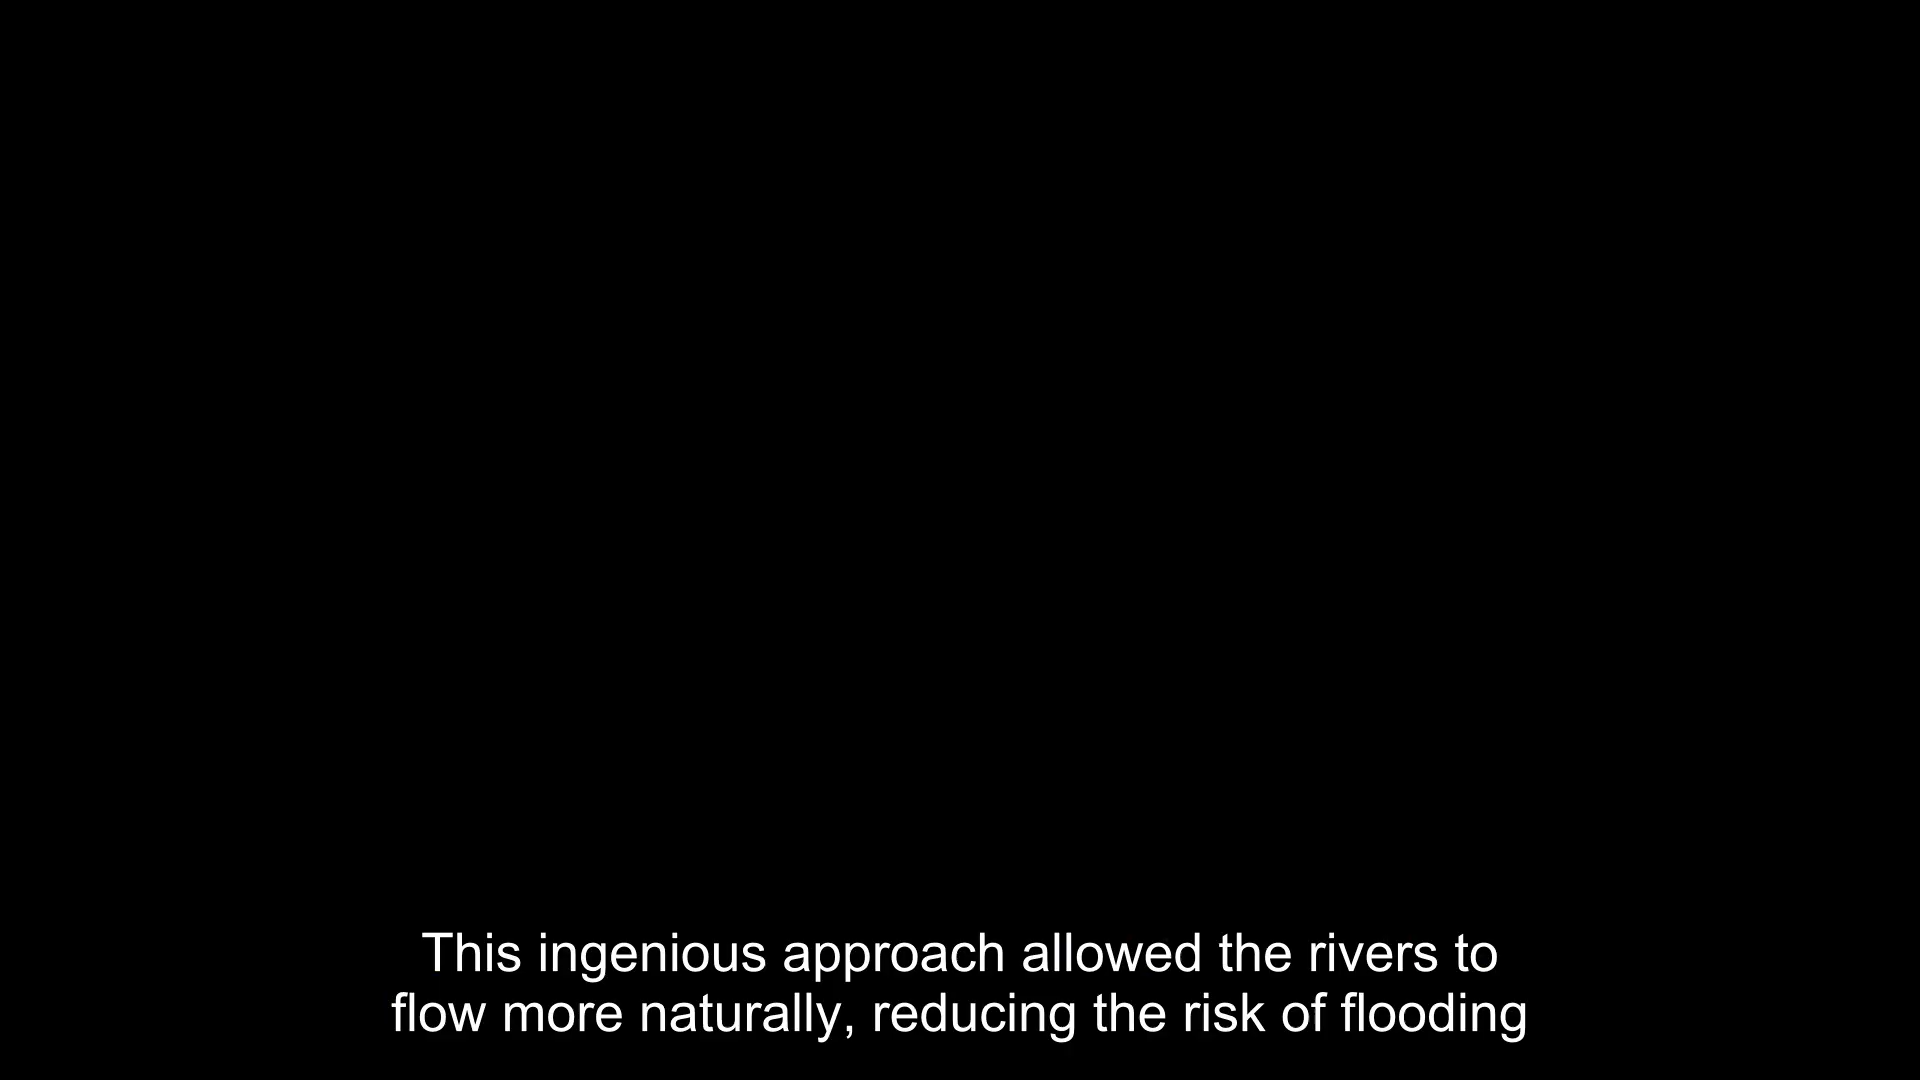 This ingenious approach allowed the rivers to
flow more naturally, reducing the risk of flooding